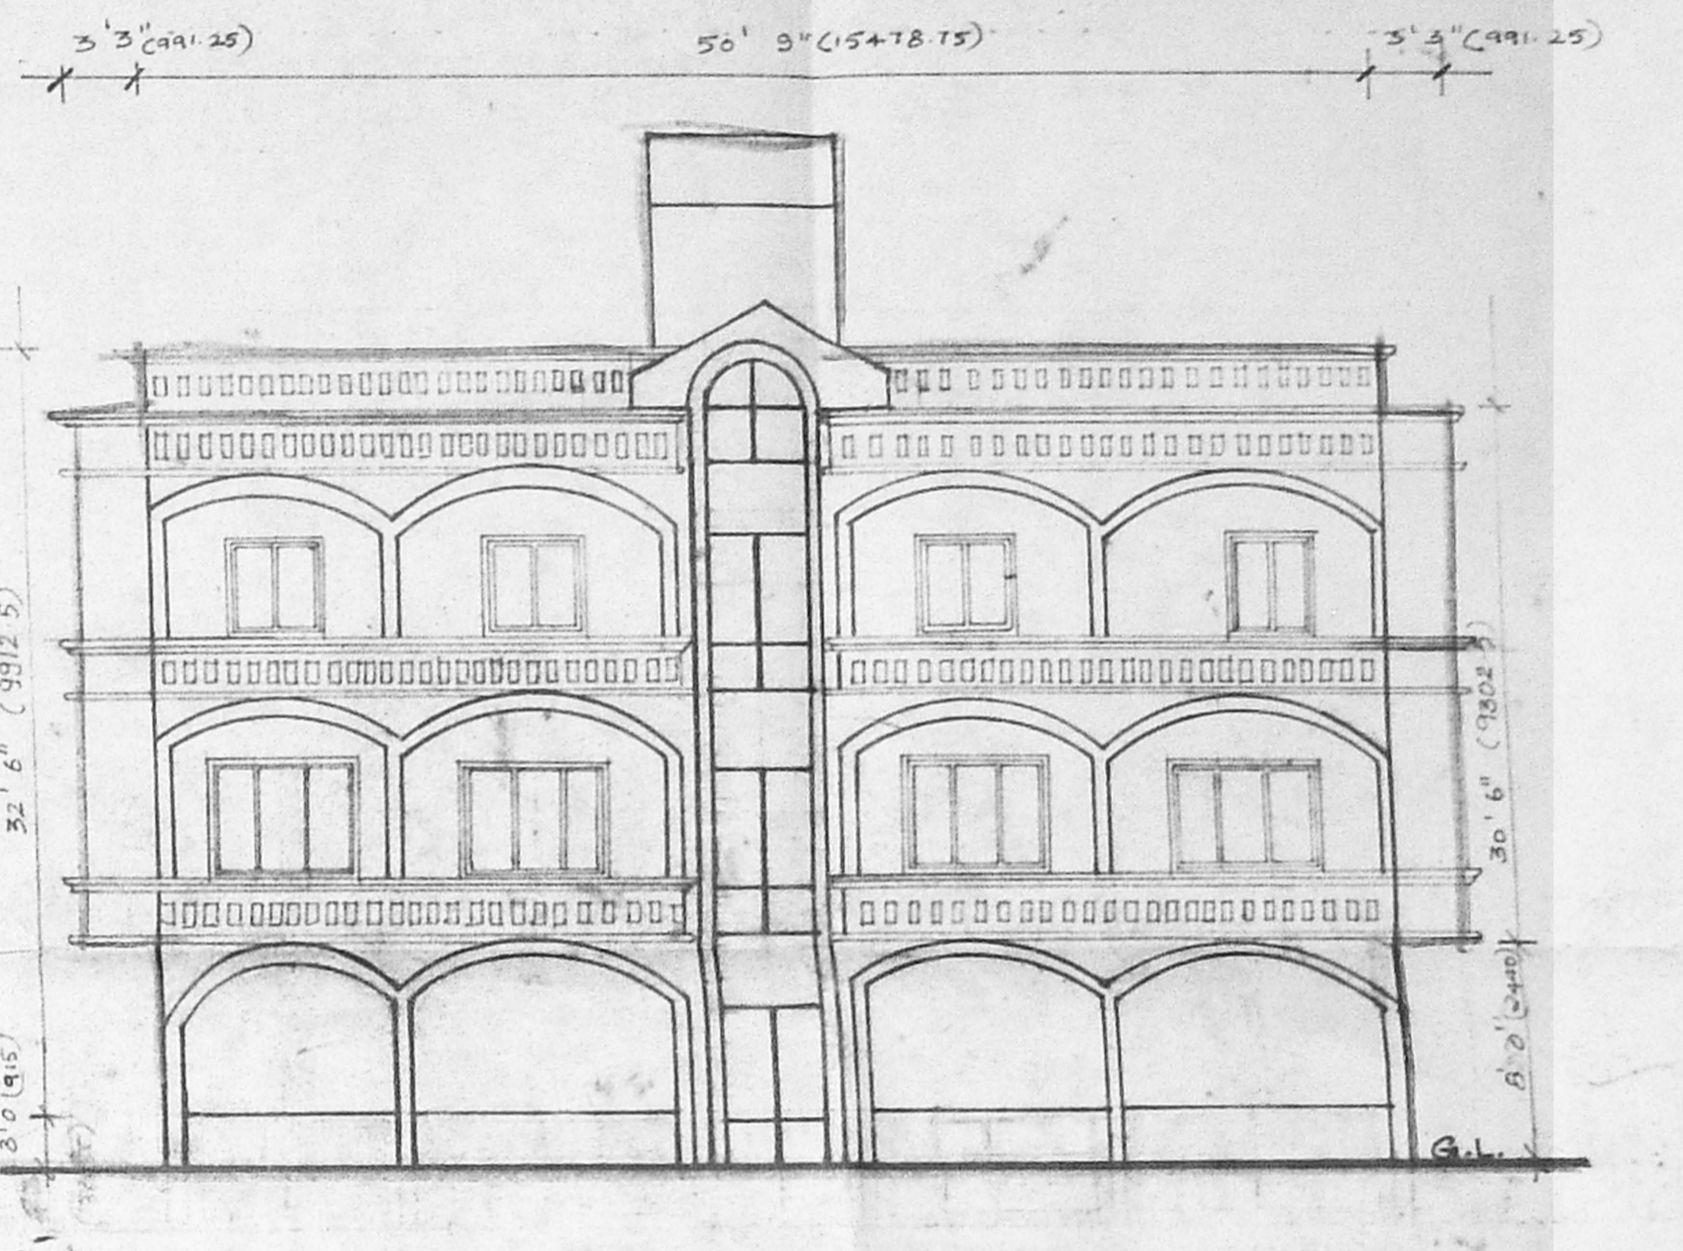 3'3"(991.25)
50' 9"(15478.75)
3'3"(991.25)
32' 6" (9912 5)
30' 6" (9302 5)
8' 0"(2440)
3'0(915)
G.L.